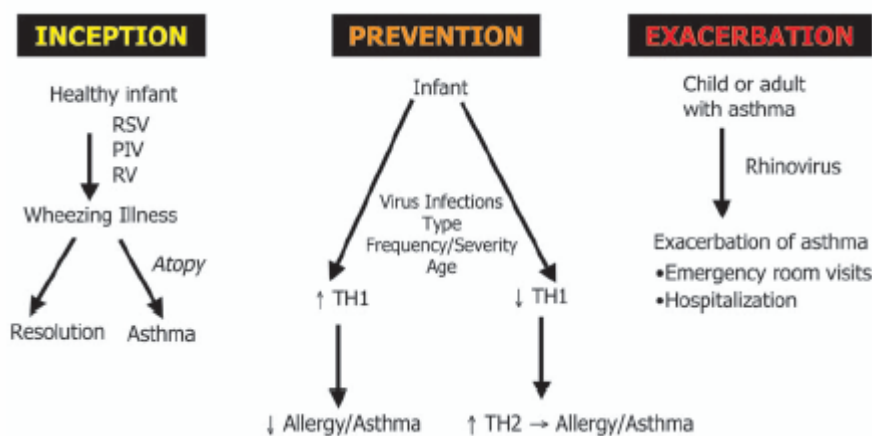 INCEPTION
Healthy infant
RSV
PIV
RV
Wheezing Illness
Atopy
Resolution
Asthma
PREVENTION
Infant
Virus Infections
Type
Frequency/Severity
Age
↑ TH1
↓ TH1
↓ Allergy/Asthma
↑ TH2 → Allergy/Asthma
EXACERBATION
Child or adult
with asthma
Rhinovirus
Exacerbation of asthma
•Emergency room visits
•Hospitalization